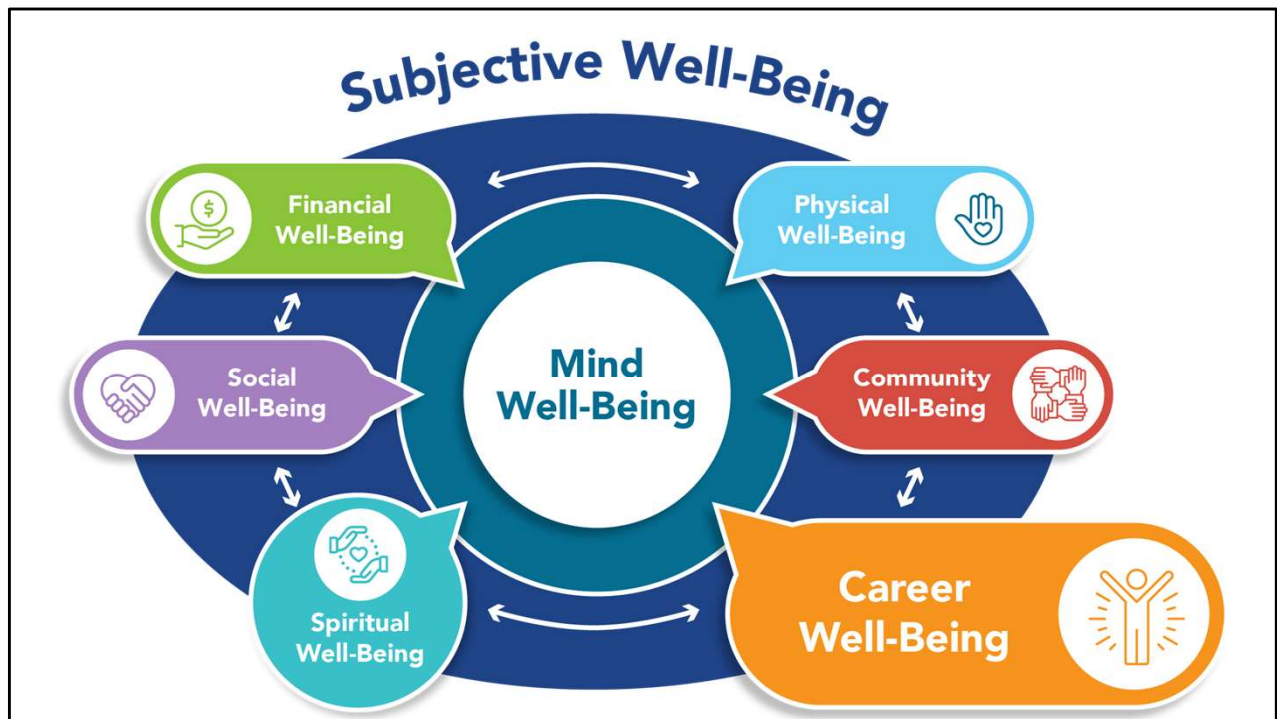 Subjective Well-Being
$
Financial
Well-Being
Physical
Well-Being
Social
Well-Being
Mind
Well-Being
Community
Well-Being
Spiritual
Well-Being
Career
Well-Being